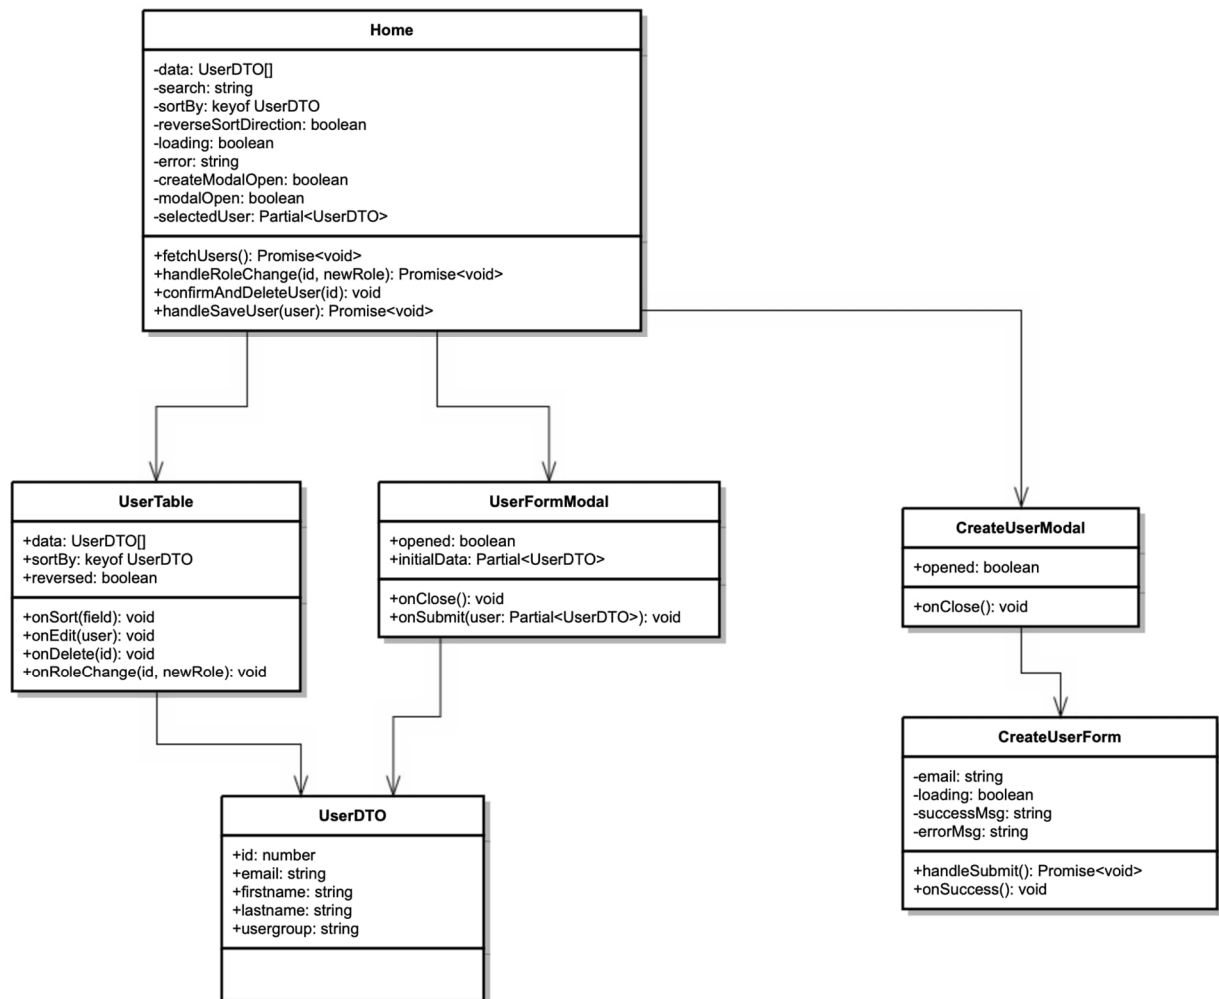 Home
-data: UserDTO[]
-search: string
-sortBy: keyof UserDTO
-reverseSortDirection: boolean
-loading: boolean
-error: string
-createModalOpen: boolean
-modalOpen: boolean
-selectedUser: Partial<UserDTO>
+fetchUsers(): Promise<void>
+handleRoleChange(id, newRole): Promise<void>
+confirmAndDeleteUser(id): void
+handleSaveUser(user): Promise<void>
UserTable
+data: UserDTO[]
+sortBy: keyof UserDTO
+reversed: boolean
+onSort(field): void
+onEdit(user): void
+onDelete(id): void
+onRoleChange(id, newRole): void
UserFormModal
+opened: boolean
+initialData: Partial<UserDTO>
+onClose(): void
+onSubmit(user: Partial<UserDTO>): void
CreateUserModal
+opened: boolean
+onClose(): void
CreateUserForm
-email: string
-loading: boolean
-successMsg: string
-errorMsg: string
+handleSubmit(): Promise<void>
+onSuccess(): void
UserDTO
+id: number
+email: string
+firstname: string
+lastname: string
+usergroup: string